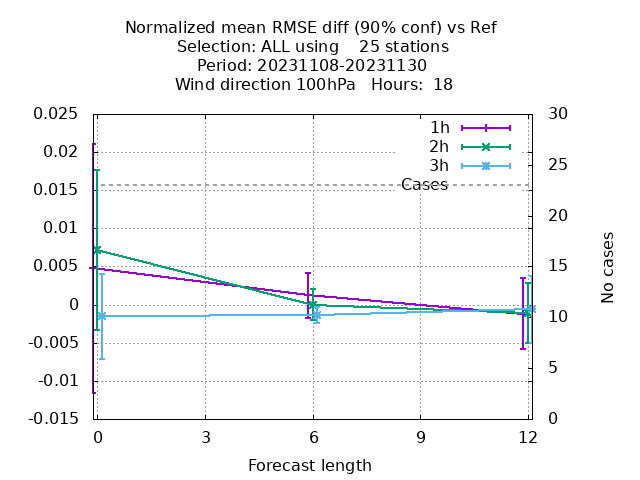 Normalized mean RMSE diff (90% conf) vs Ref
Selection: ALL using    25 stations
Period: 20231108-20231130
Wind direction 100hPa   Hours:  18
0.025
0.02
0.015
0.01
0.005
0
-0.005
-0.01
-0.015
30
25
20
15
10
5
0
1h
2h
3h
Cases
No cases
0 3 6 9 12
Forecast length